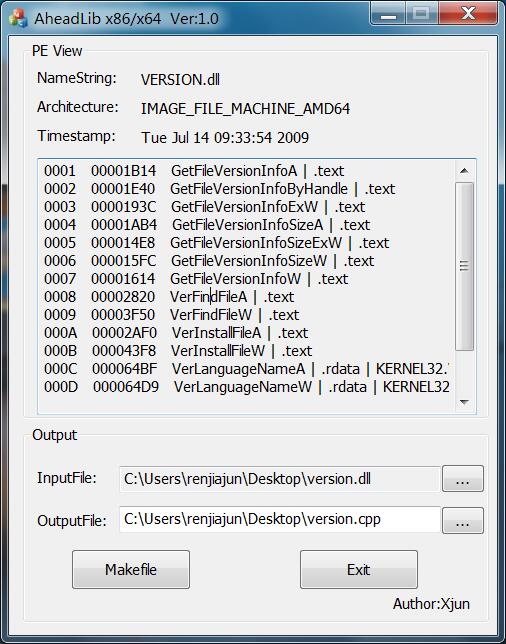 AheadLib x86/x64 Ver:1.0
PE View
NameString: VERSION.dll
Architecture: IMAGE_FILE_MACHINE_AMD64
Timestamp: Tue Jul 14 09:33:54 2009
0001 00001B14 GetFileVersionInfoA | .text
0002 00001E40 GetFileVersionInfoByHandle | .text
0003 0000193C GetFileVersionInfoExW | .text
0004 00001AB4 GetFileVersionInfoSizeA | .text
0005 000014E8 GetFileVersionInfoSizeExW | .text
0006 000015FC GetFileVersionInfoSizeW | .text
0007 00001614 GetFileVersionInfoW | .text
0008 00002820 VerFindFileA | .text
0009 00003F50 VerFindFileW | .text
000A 00002AF0 VerInstallFileA | .text
000B 000043F8 VerInstallFileW | .text
000C 000064BF VerLanguageNameA | .rdata | KERNEL32.
000D 000064D9 VerLanguageNameW | .rdata | KERNEL32
Output
InputFile: C:\Users\renjiajun\Desktop\version.dll ...
OutputFile: C:\Users\renjiajun\Desktop\version.cpp ...
Makefile Exit
Author:Xjun